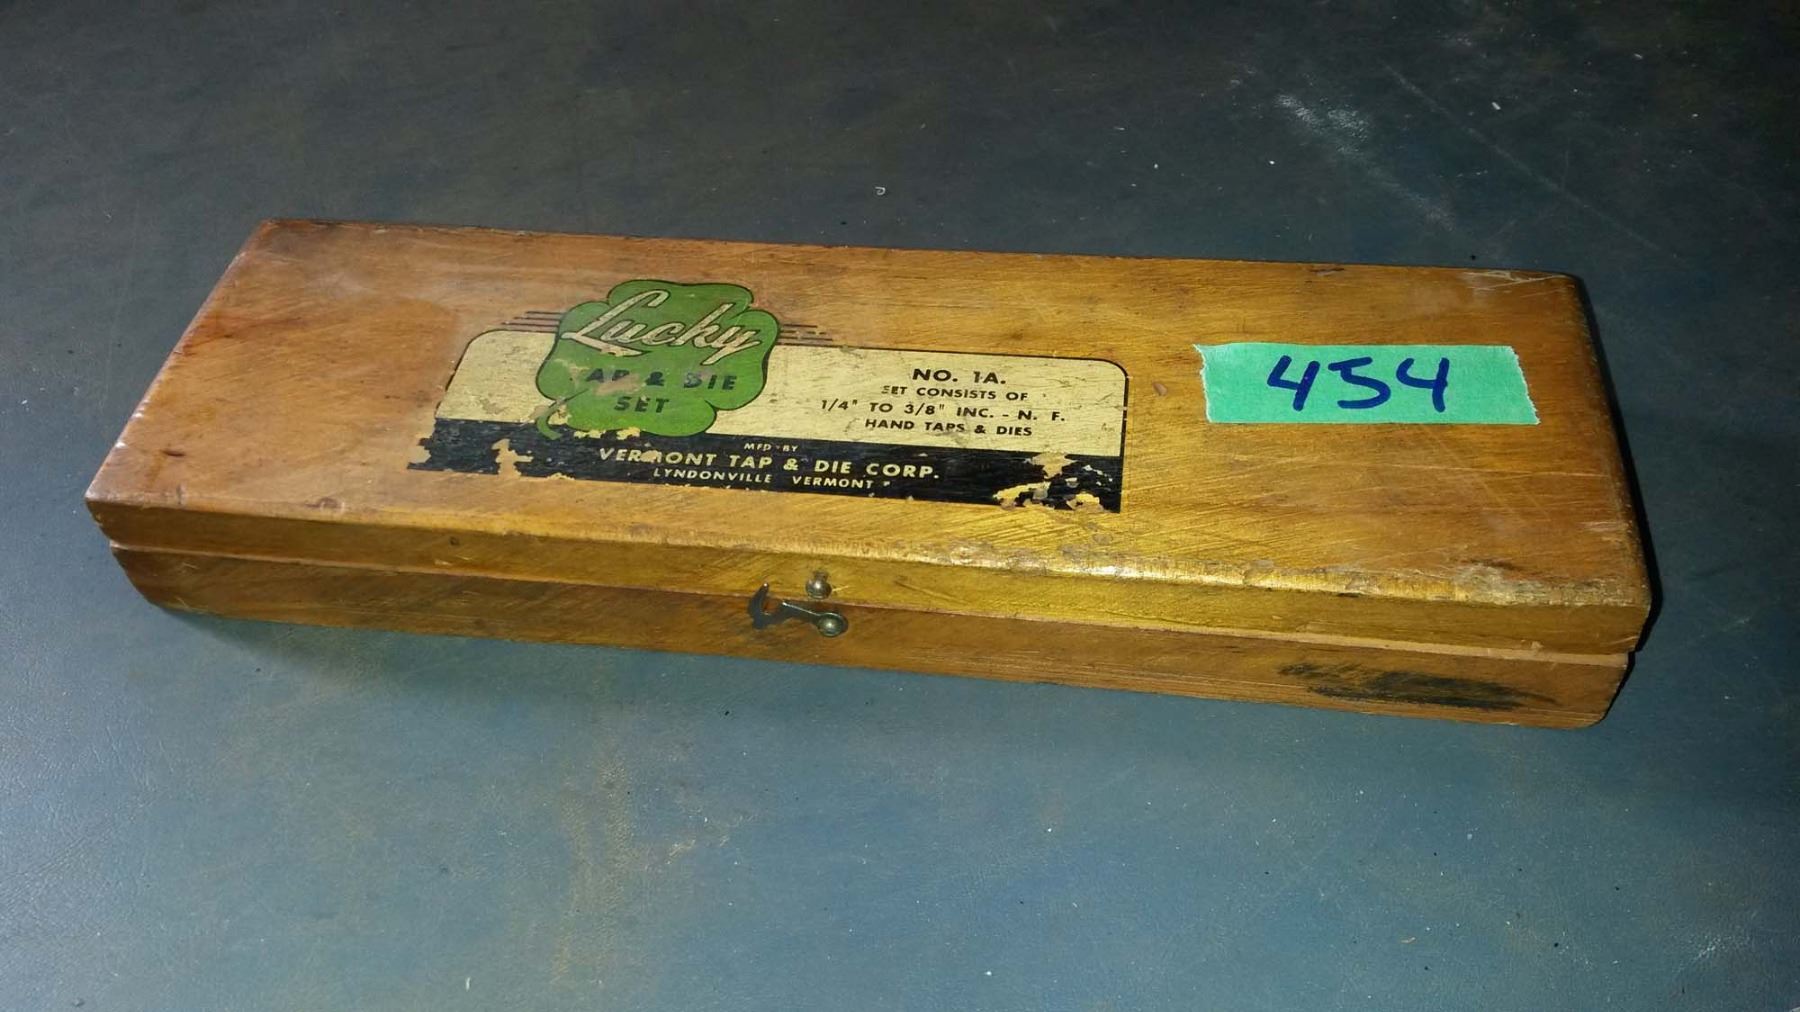 Lucky
AP & DIE
SET
NO. 1A.
SET CONSISTS OF
1/4" TO 3/8" INC. - N. F.
HAND TAPS & DIES
MFD BY
VERMONT TAP & DIE CORP.
LYNDONVILLE VERMONT
454